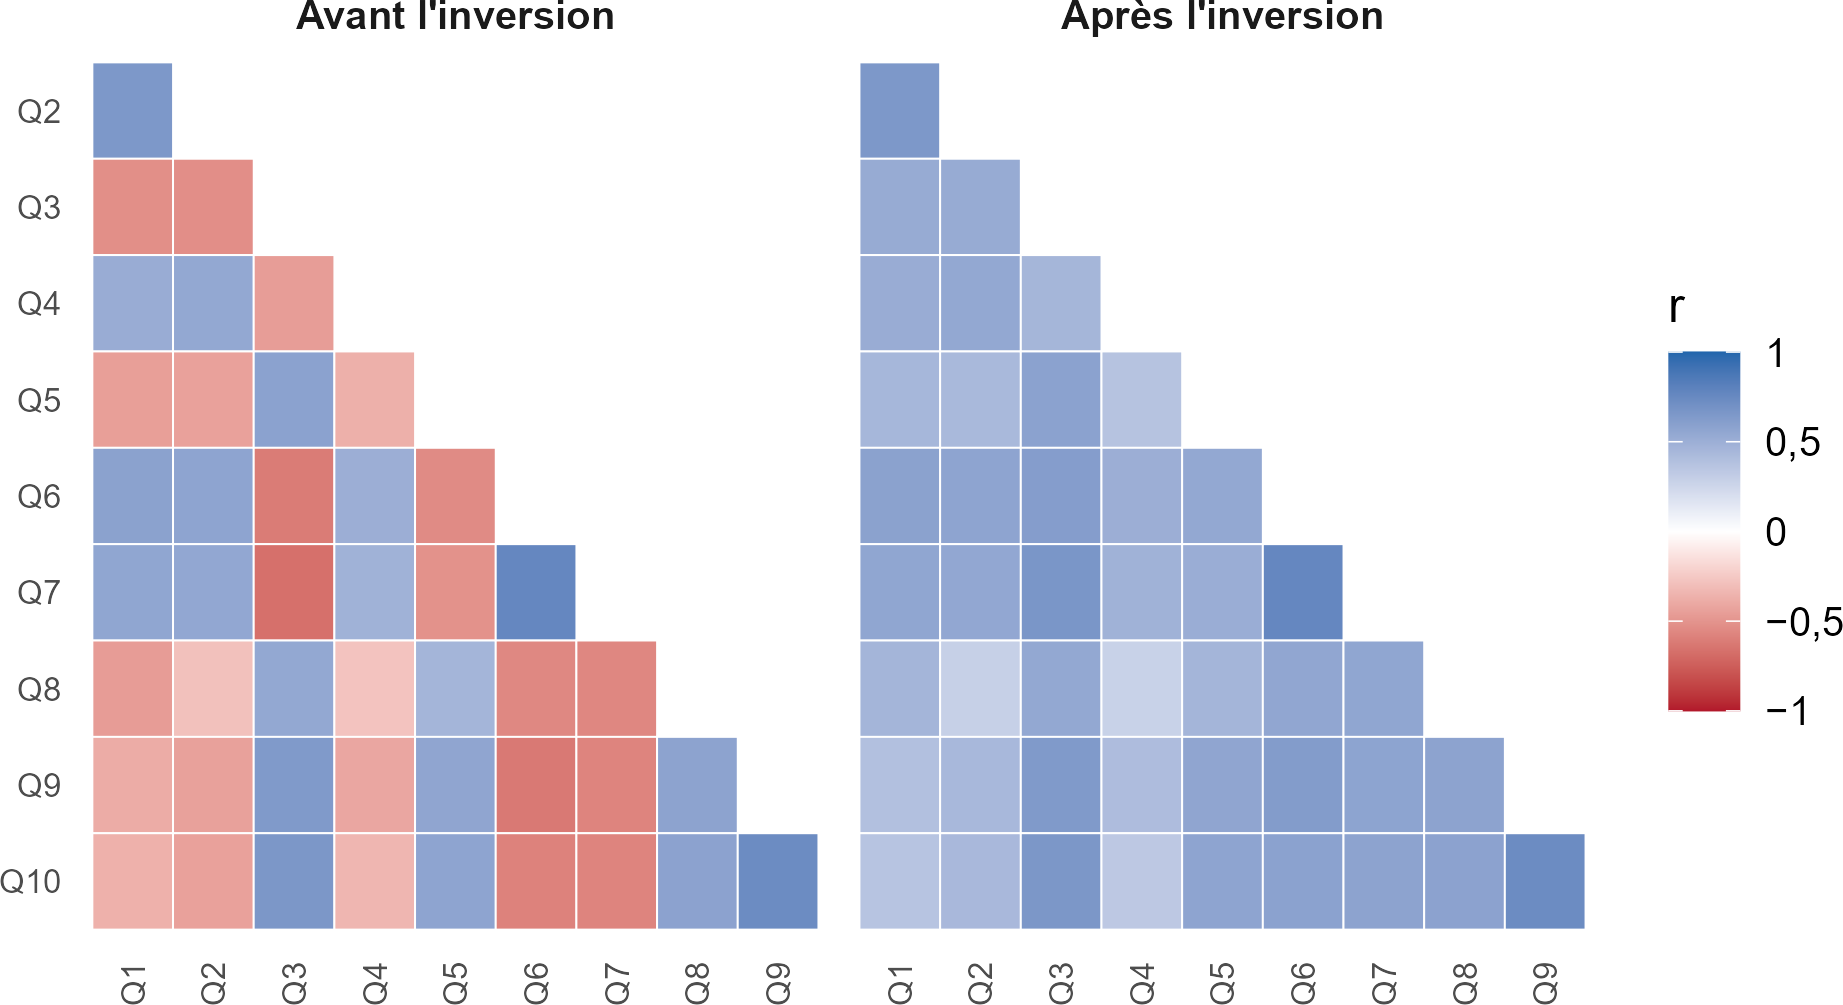 Avant l'inversion
Après l'inversion
Q2
Q3
Q4
Q5
Q6
Q7
Q8
Q9
Q10
Q1 Q2 Q3 Q4 Q5 Q6 Q7 Q8 Q9
Q1 Q2 Q3 Q4 Q5 Q6 Q7 Q8 Q9
r
1
0,5
0
−0,5
−1